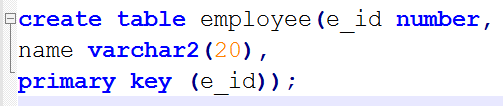 create table employee(e_id number,
name varchar2(20),
primary key (e_id));